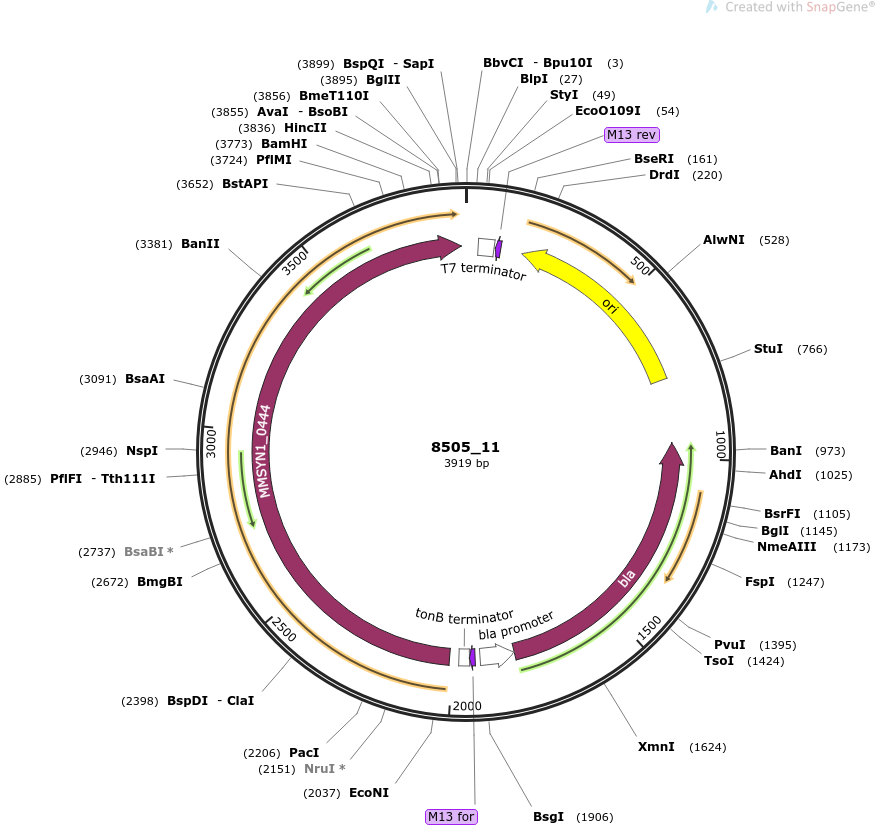 Created with SnapGene®
(3899) BspQI - SapI
(3895) BglII
(3856) BmeT110I
(3855) AvaI - BsoBI
(3836) HincII
(3773) BamHI
(3724) PflMI
(3652) BstAPI
(3381) BanII
(3091) BsaAI
(2946) NspI
(2885) PflFI - Tth111I
(2737) BsaBI *
(2672) BmgBI
(2398) BspDI - ClaI
(2206) PacI
(2151) NruI *
(2037) EcoNI
BbvCI - Bpu10I (3)
BlpI (27)
StyI (49)
EcoO109I (54)
M13 rev
BseRI (161)
DrdI (220)
AlwNI (528)
StuI (766)
BanI (973)
AhdI (1025)
BsrFI (1105)
BglI (1145)
NmeAIII (1173)
FspI (1247)
PvuI (1395)
TsoI (1424)
XmnI (1624)
BsgI (1906)
M13 for
T7 terminator
ori
bla
bla promoter
tonB terminator
MMSYN1_0444
500
1000
1500
2000
2500
3000
3500
8505_11
3919 bp